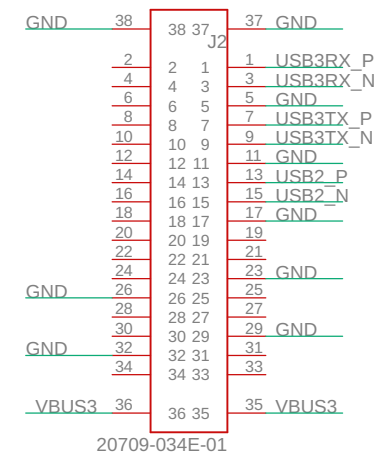 GND 38 38 37 37 GND
J2
2 2 1 1 USB3RX_P
4 4 3 3 USB3RX_N
6 6 5 5 GND
8 8 7 7 USB3TX_P
10 10 9 9 USB3TX_N
12 12 11 11 GND
14 14 13 13 USB2_P
16 16 15 15 USB2_N
18 18 17 17 GND
20 20 19 19
22 22 21 21
24 24 23 23 GND
GND 26 26 25 25
28 28 27 27
30 30 29 29 GND
GND 32 32 31 31
34 34 33 33
VBUS3 36 36 35 35 VBUS3
20709-034E-01